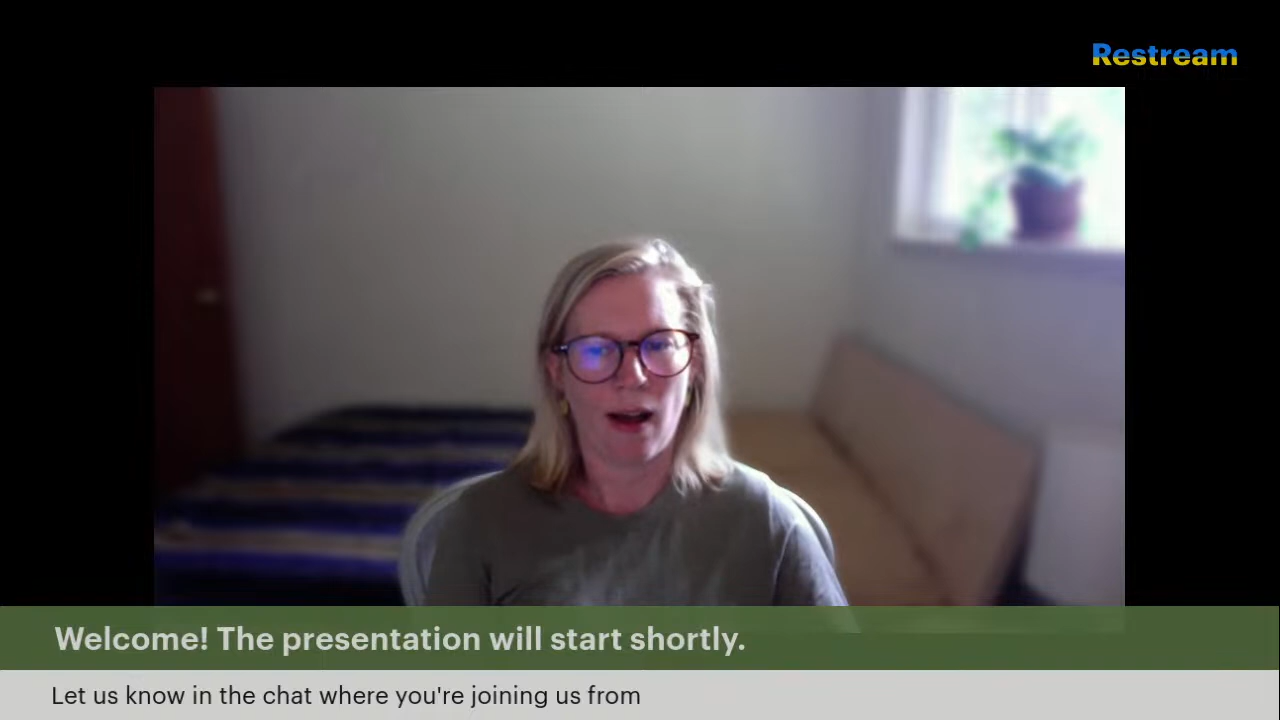 Restream
Welcome! The presentation will start shortly.
Let us know in the chat where you're joining us from